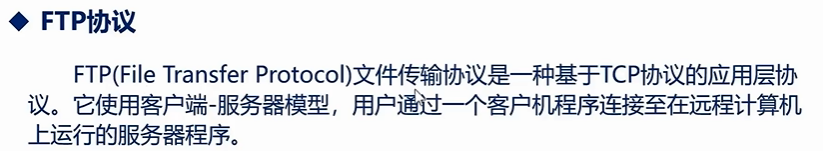 ◆ FTP协议
FTP(File Transfer Protocol)文件传输协议是一种基于TCP协议的应用层协
议。它使用客户端-服务器模型，用户通过一个客户机程序连接至在远程计算机
上运行的服务器程序。